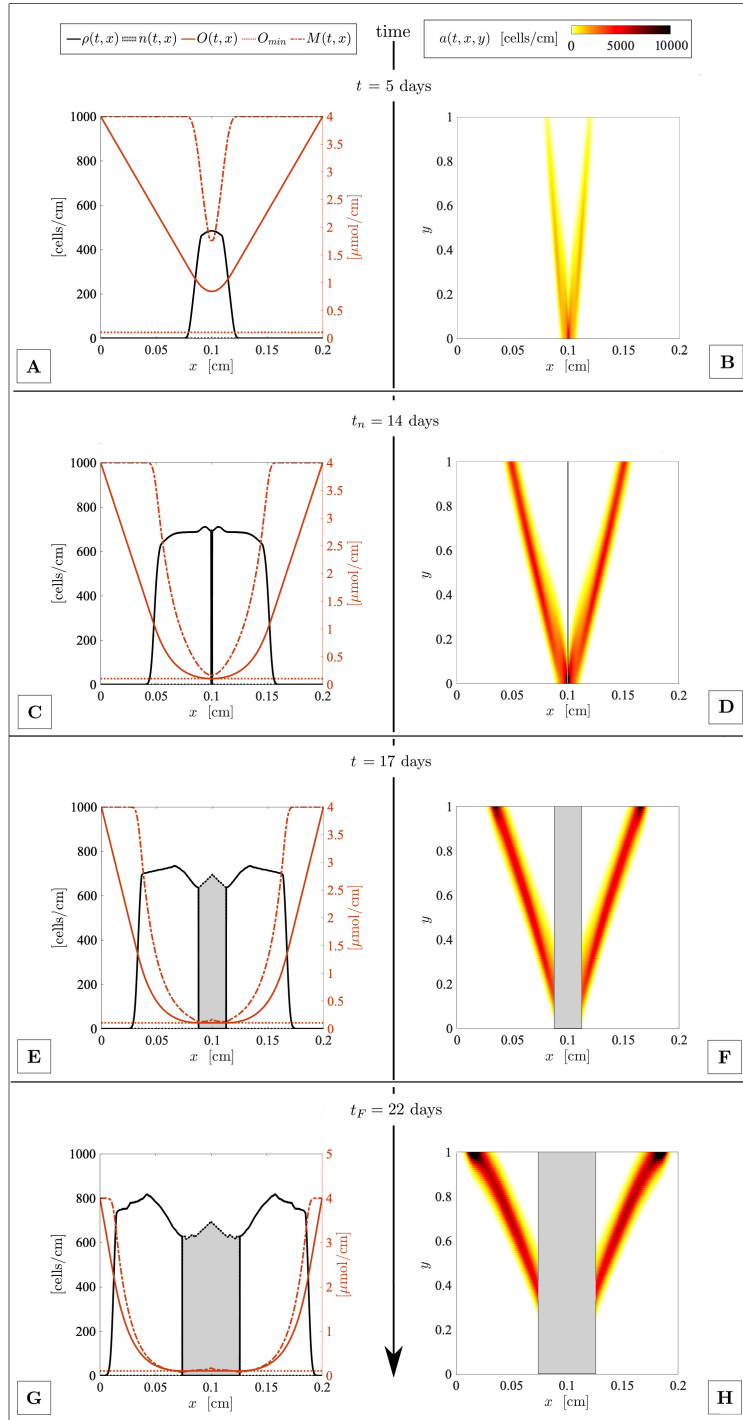 ρ(t, x) n(t, x) O(t, x) O_min M(t, x)
time
a(t, x, y) [cells/cm] 0 5000 10000
t = 5 days
1000
800
600
400
200
0
[cells/cm]
4
3.5
3
2.5
2
1.5
1
0.5
0
[μmol/cm]
0 0.05 0.1 0.15 0.2
x [cm]
A
1
0.8
0.6
0.4
0.2
0
y
0 0.05 0.1 0.15 0.2
x [cm]
B
t_n = 14 days
1000
800
600
400
200
0
[cells/cm]
4
3.5
3
2.5
2
1.5
1
0.5
0
[μmol/cm]
0 0.05 0.1 0.15 0.2
x [cm]
C
1
0.8
0.6
0.4
0.2
0
y
0 0.05 0.1 0.15 0.2
x [cm]
D
t = 17 days
1000
800
600
400
200
0
[cells/cm]
4
3.5
3
2.5
2
1.5
1
0.5
0
[μmol/cm]
0 0.05 0.1 0.15 0.2
x [cm]
E
1
0.8
0.6
0.4
0.2
0
y
0 0.05 0.1 0.15 0.2
x [cm]
F
t_F = 22 days
1000
800
600
400
200
0
[cells/cm]
5
4
3
2
1
0
[μmol/cm]
0 0.05 0.1 0.15 0.2
x [cm]
G
1
0.8
0.6
0.4
0.2
0
y
0 0.05 0.1 0.15 0.2
x [cm]
H